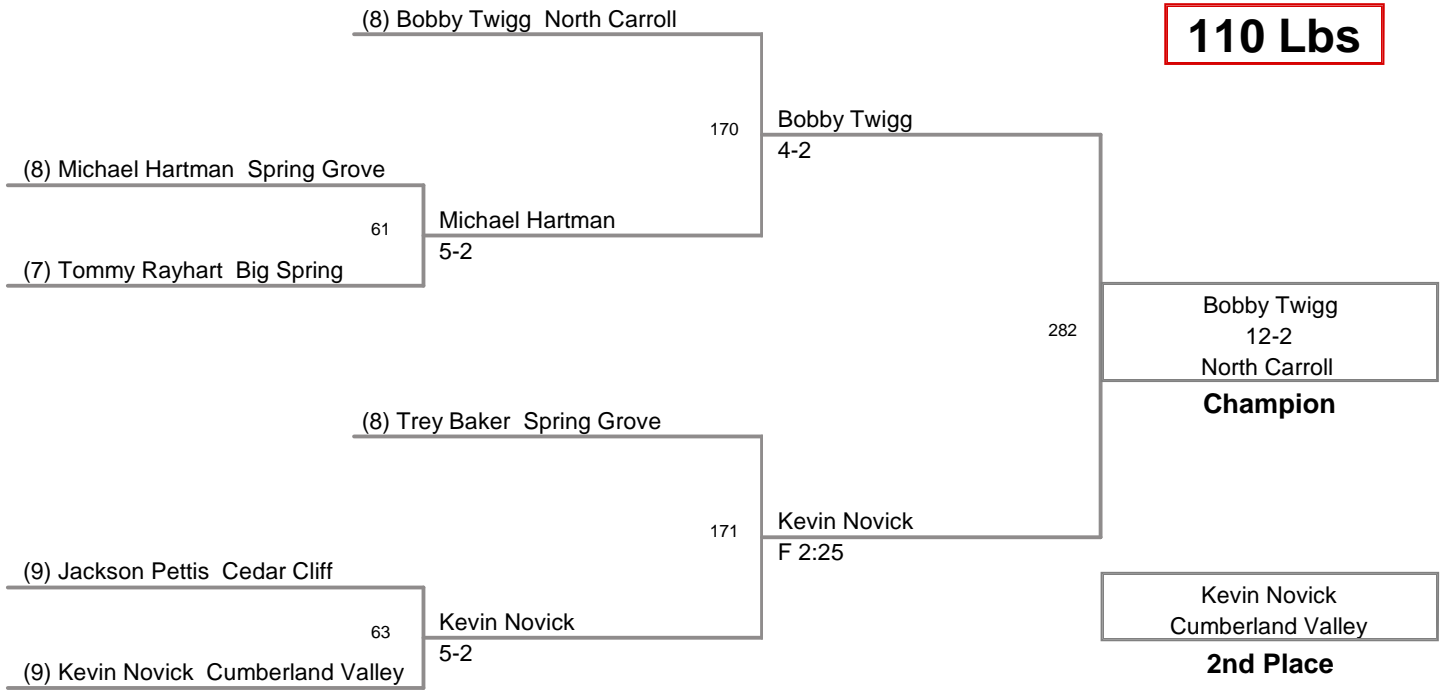 (8) Bobby Twigg North Carroll
110 Lbs
170
Bobby Twigg
4-2
(8) Michael Hartman Spring Grove
61
Michael Hartman
5-2
(7) Tommy Rayhart Big Spring
282
Bobby Twigg
12-2
North Carroll
Champion
(8) Trey Baker Spring Grove
171
Kevin Novick
F 2:25
(9) Jackson Pettis Cedar Cliff
63
Kevin Novick
5-2
(9) Kevin Novick Cumberland Valley
Kevin Novick
Cumberland Valley
2nd Place